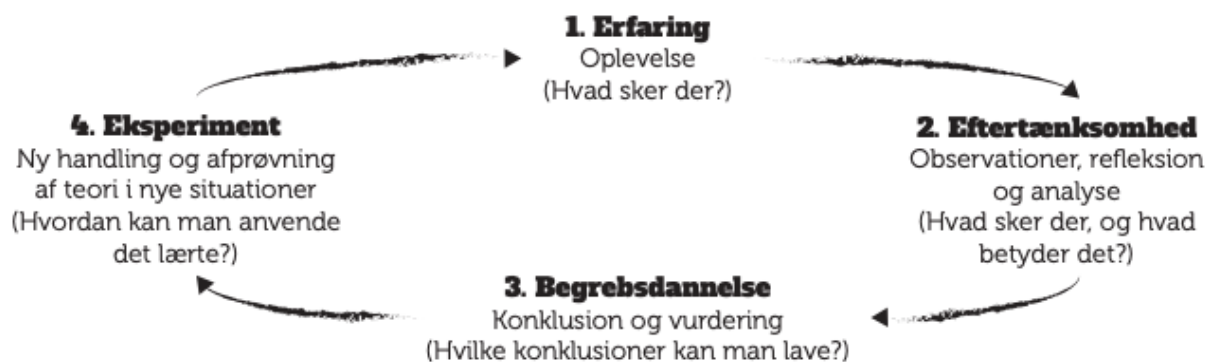 1. Erfaring
Oplevelse
(Hvad sker der?)
2. Eftertænksomhed
Observationer, refleksion
og analyse
(Hvad sker der, og hvad
betyder det?)
3. Begrebsdannelse
Konklusion og vurdering
(Hvilke konklusioner kan man lave?)
4. Eksperiment
Ny handling og afprøvning
af teori i nye situationer
(Hvordan kan man anvende
det lærte?)